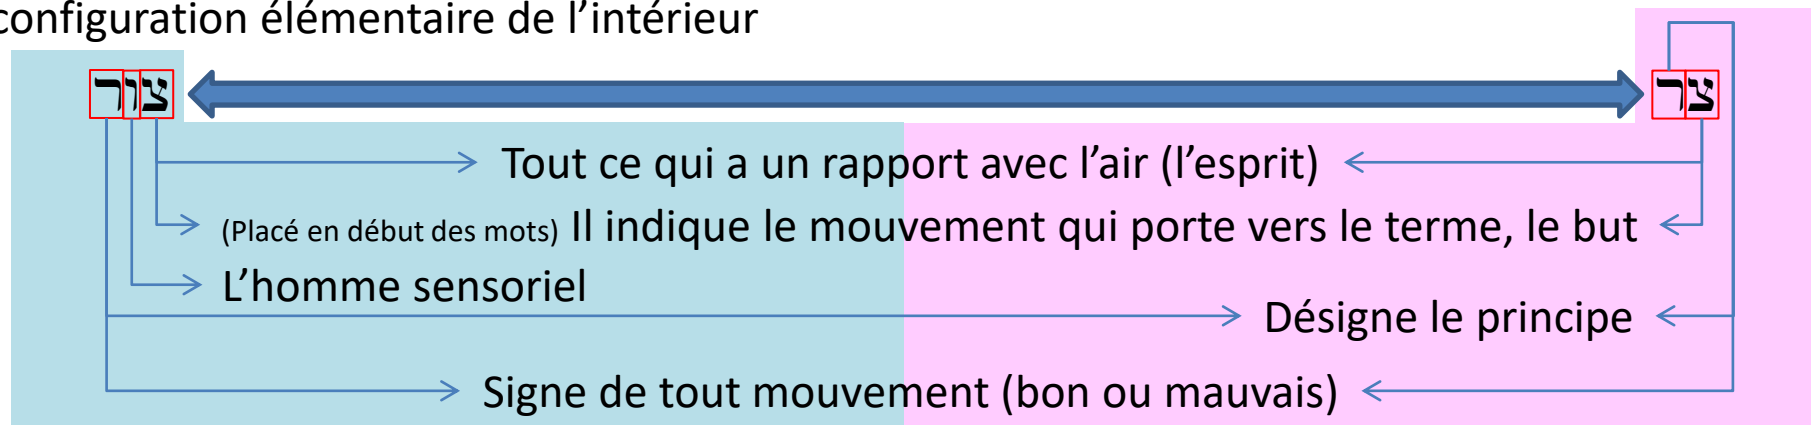 configuration élémentaire de l’intérieur
צור צר
Tout ce qui a un rapport avec l’air (l’esprit)
(Placé en début des mots) Il indique le mouvement qui porte vers le terme, le but
L’homme sensoriel
Désigne le principe
Signe de tout mouvement (bon ou mauvais)